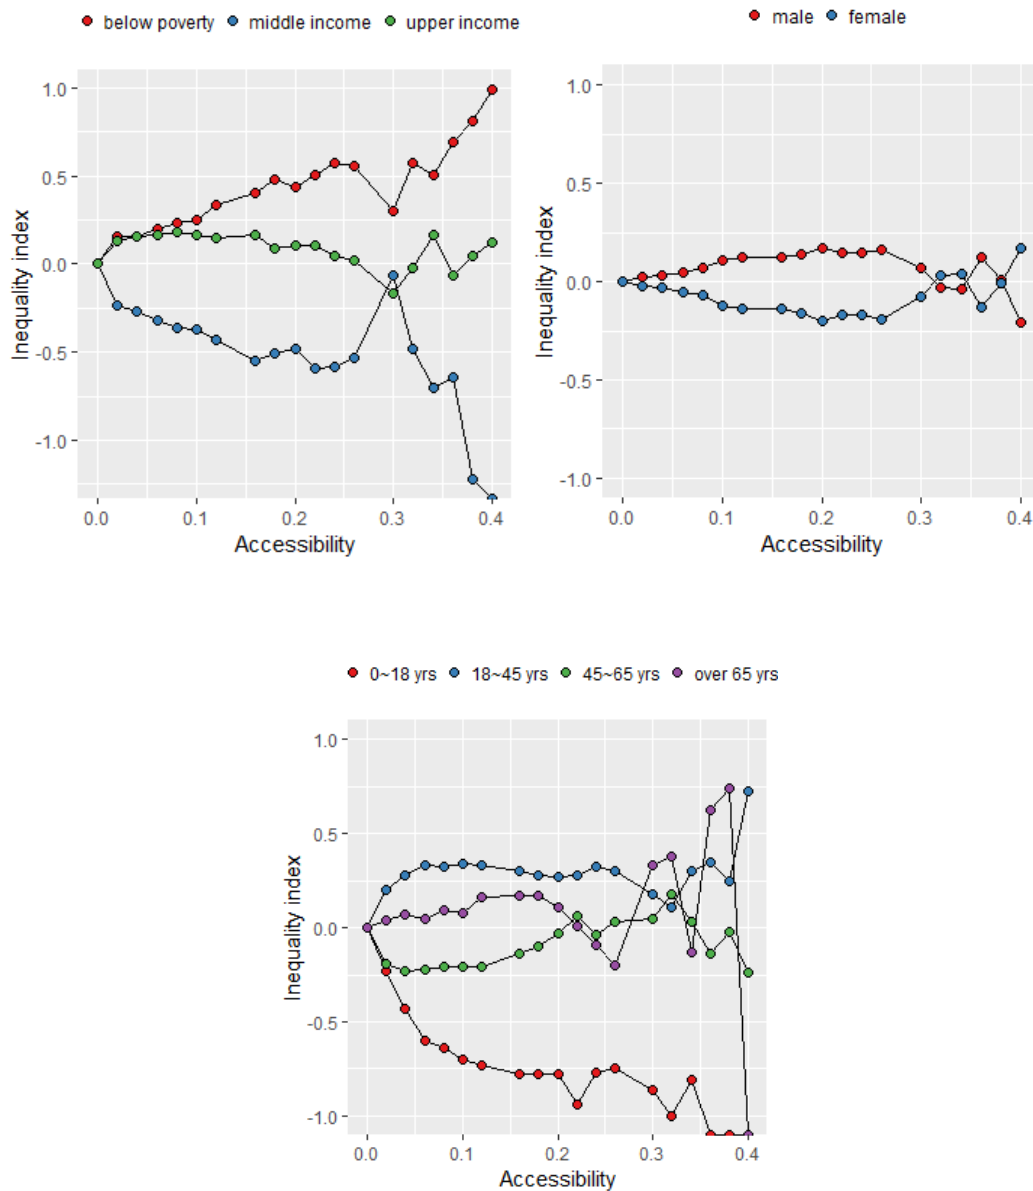 below poverty middle income upper income
1.0
0.5
0.0
-0.5
-1.0
Inequality index
0.0 0.1 0.2 0.3 0.4
Accessibility
male female
1.0
0.5
0.0
-0.5
-1.0
Inequality index
0.0 0.1 0.2 0.3 0.4
Accessibility
0~18 yrs 18~45 yrs 45~65 yrs over 65 yrs
1.0
0.5
0.0
-0.5
-1.0
Inequality index
0.0 0.1 0.2 0.3 0.4
Accessibility